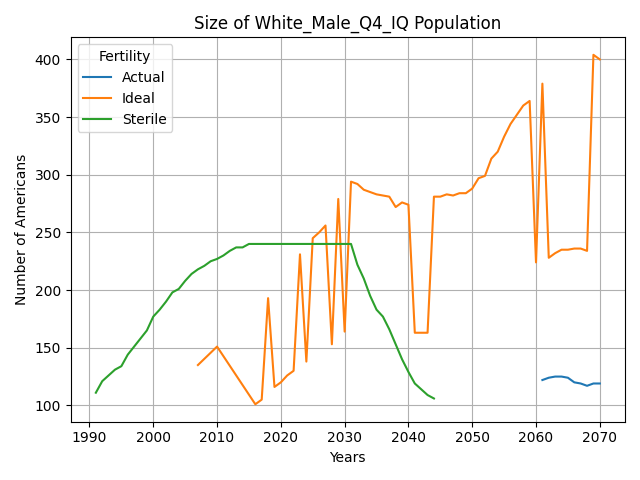 Size of White_Male_Q4_IQ Population
Fertility
Actual
Ideal
Sterile
Number of Americans
400
350
300
250
200
150
100
1990 2000 2010 2020 2030 2040 2050 2060 2070
Years